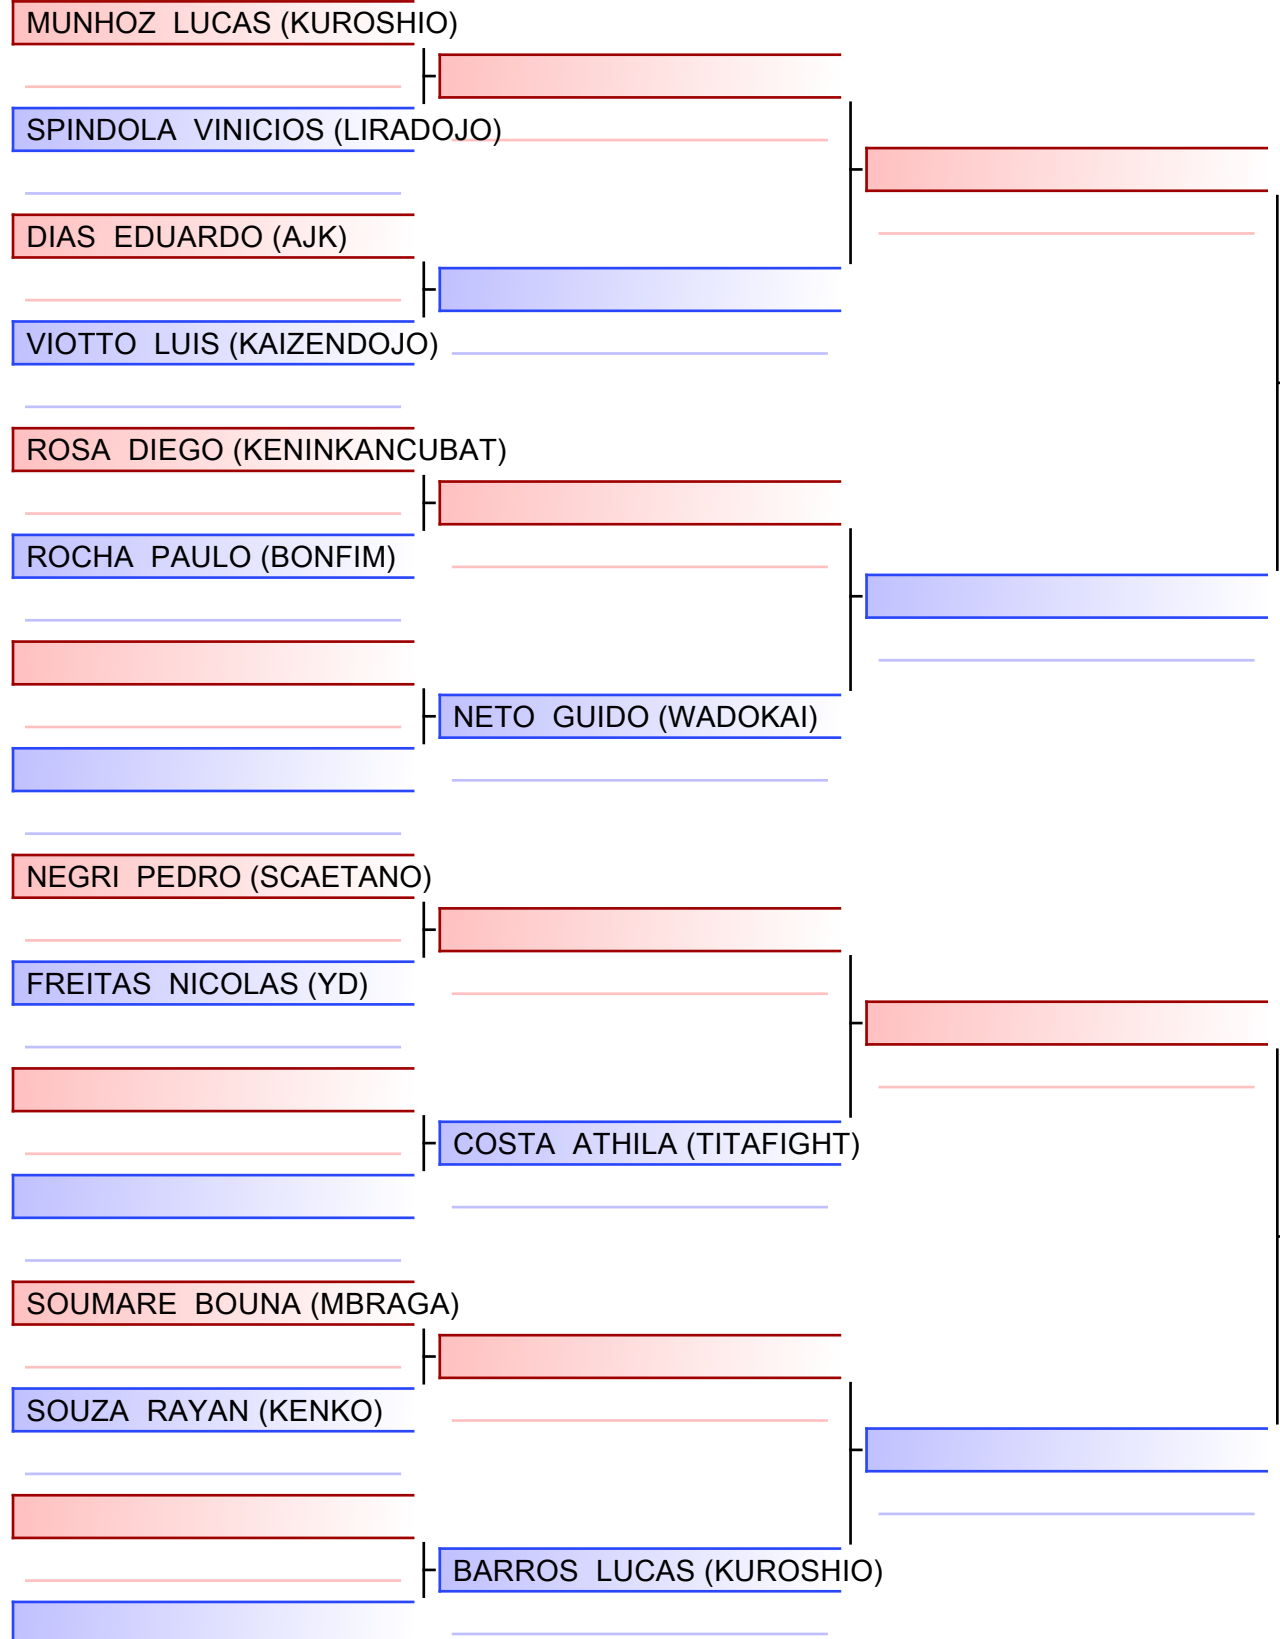 MUNHOZ  LUCAS (KUROSHIO)
SPINDOLA  VINICIOS (LIRADOJO)
DIAS  EDUARDO (AJK)
VIOTTO  LUIS (KAIZENDOJO)
ROSA  DIEGO (KENINKANCUBAT)
ROCHA  PAULO (BONFIM)
NETO  GUIDO (WADOKAI)
NEGRI  PEDRO (SCAETANO)
FREITAS  NICOLAS (YD)
COSTA  ATHILA (TITAFIGHT)
SOUMARE  BOUNA (MBRAGA)
SOUZA  RAYAN (KENKO)
BARROS  LUCAS (KUROSHIO)